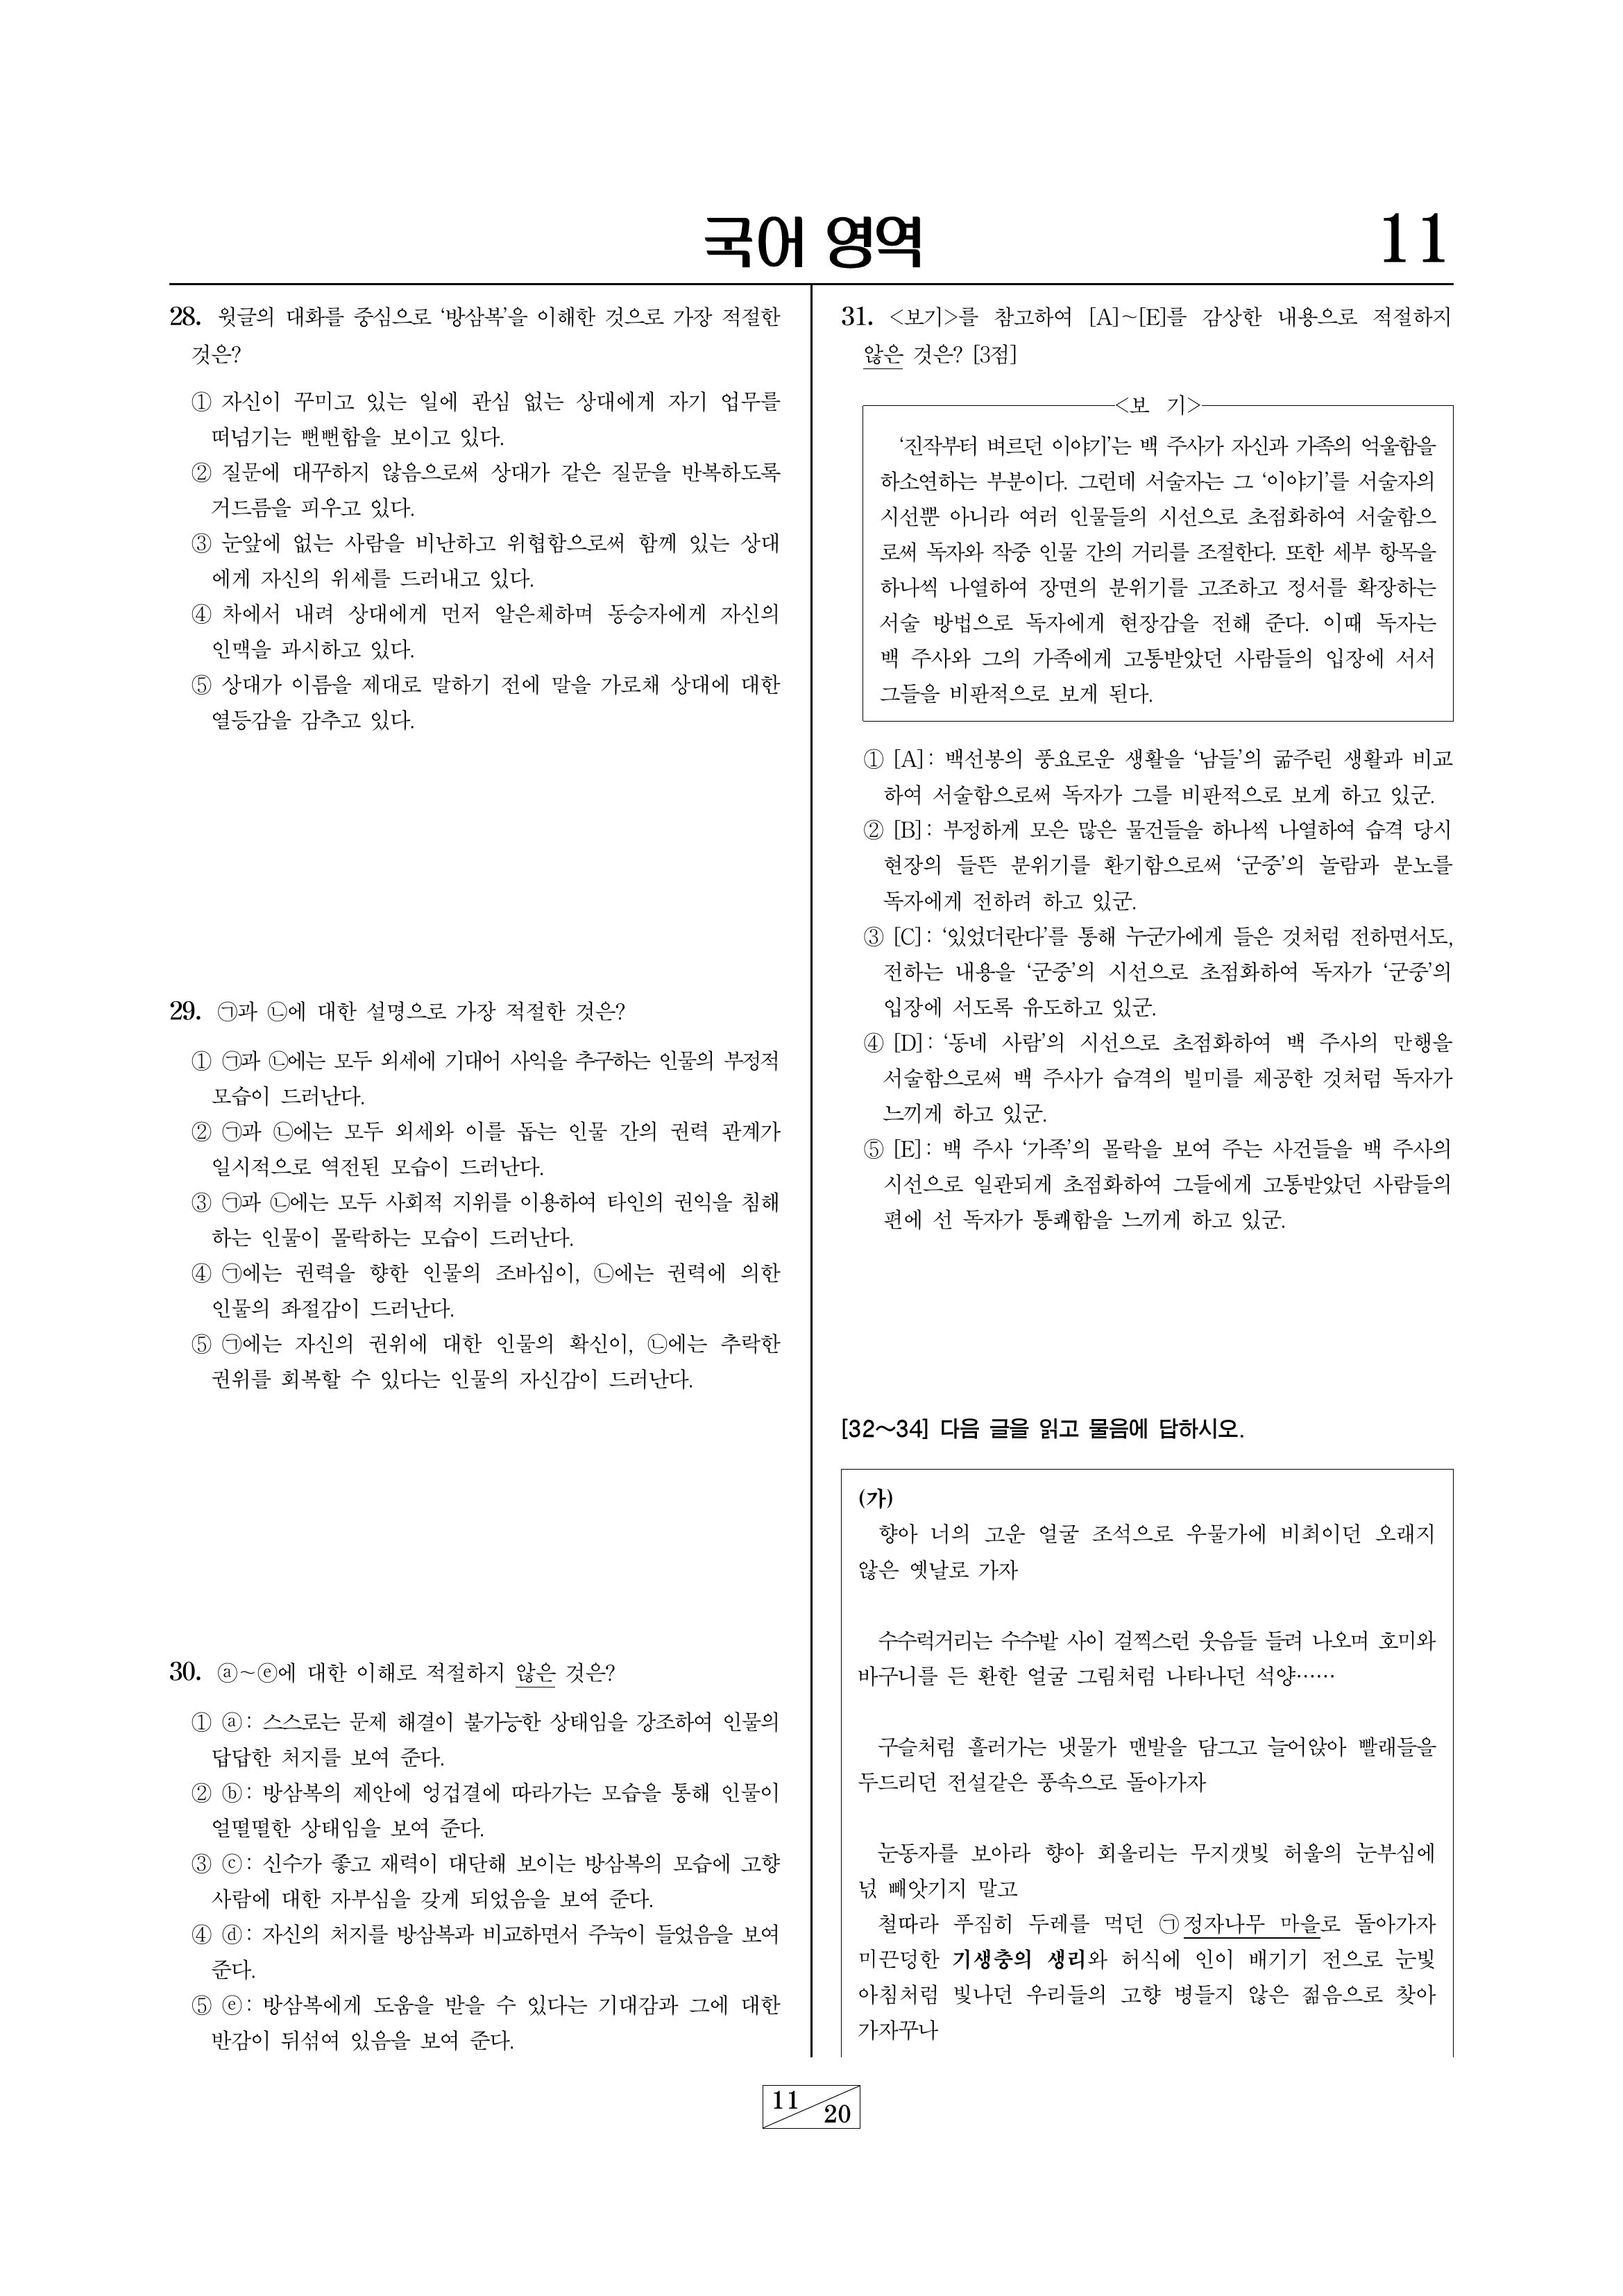 국어 영역
11
28. 윗글의 대화를 중심으로 ‘방삼복’을 이해한 것으로 가장 적절한
것은?
① 자신이 꾸미고 있는 일에 관심 없는 상대에게 자기 업무를
떠넘기는 뻔뻔함을 보이고 있다.
② 질문에 대꾸하지 않음으로써 상대가 같은 질문을 반복하도록
거드름을 피우고 있다.
③ 눈앞에 없는 사람을 비난하고 위협함으로써 함께 있는 상대
에게 자신의 위세를 드러내고 있다.
④ 차에서 내려 상대에게 먼저 알은체하며 동승자에게 자신의
인맥을 과시하고 있다.
⑤ 상대가 이름을 제대로 말하기 전에 말을 가로채 상대에 대한
열등감을 감추고 있다.
29. ㉠과 ㉡에 대한 설명으로 가장 적절한 것은?
① ㉠과 ㉡에는 모두 외세에 기대어 사익을 추구하는 인물의 부정적
모습이 드러난다.
② ㉠과 ㉡에는 모두 외세와 이를 돕는 인물 간의 권력 관계가
일시적으로 역전된 모습이 드러난다.
③ ㉠과 ㉡에는 모두 사회적 지위를 이용하여 타인의 권익을 침해
하는 인물이 몰락하는 모습이 드러난다.
④ ㉠에는 권력을 향한 인물의 조바심이, ㉡에는 권력에 의한
인물의 좌절감이 드러난다.
⑤ ㉠에는 자신의 권위에 대한 인물의 확신이, ㉡에는 추락한
권위를 회복할 수 있다는 인물의 자신감이 드러난다.
30. ⓐ~ⓔ에 대한 이해로 적절하지 않은 것은?
① ⓐ: 스스로는 문제 해결이 불가능한 상태임을 강조하여 인물의
답답한 처지를 보여 준다.
② ⓑ: 방삼복의 제안에 엉겁결에 따라가는 모습을 통해 인물이
얼떨떨한 상태임을 보여 준다.
③ ⓒ: 신수가 좋고 재력이 대단해 보이는 방삼복의 모습에 고향
사람에 대한 자부심을 갖게 되었음을 보여 준다.
④ ⓓ: 자신의 처지를 방삼복과 비교하면서 주눅이 들었음을 보여
준다.
⑤ ⓔ: 방삼복에게 도움을 받을 수 있다는 기대감과 그에 대한
반감이 뒤섞여 있음을 보여 준다.
31. <보기>를 참고하여 [A]~[E]를 감상한 내용으로 적절하지
않은 것은? [3점]
<보 기>
‘진작부터 벼르던 이야기’는 백 주사가 자신과 가족의 억울함을
하소연하는 부분이다. 그런데 서술자는 그 ‘이야기’를 서술자의
시선뿐 아니라 여러 인물들의 시선으로 초점화하여 서술함으
로써 독자와 작중 인물 간의 거리를 조절한다. 또한 세부 항목을
하나씩 나열하여 장면의 분위기를 고조하고 정서를 확장하는
서술 방법으로 독자에게 현장감을 전해 준다. 이때 독자는
백 주사와 그의 가족에게 고통받았던 사람들의 입장에 서서
그들을 비판적으로 보게 된다.
① [A]: 백선봉의 풍요로운 생활을 ‘남들’의 굶주린 생활과 비교
하여 서술함으로써 독자가 그를 비판적으로 보게 하고 있군.
② [B]: 부정하게 모은 많은 물건들을 하나씩 나열하여 습격 당시
현장의 들뜬 분위기를 환기함으로써 ‘군중’의 놀람과 분노를
독자에게 전하려 하고 있군.
③ [C]: ‘있었더란다’를 통해 누군가에게 들은 것처럼 전하면서도,
전하는 내용을 ‘군중’의 시선으로 초점화하여 독자가 ‘군중’의
입장에 서도록 유도하고 있군.
④ [D]: ‘동네 사람’의 시선으로 초점화하여 백 주사의 만행을
서술함으로써 백 주사가 습격의 빌미를 제공한 것처럼 독자가
느끼게 하고 있군.
⑤ [E]: 백 주사 ‘가족’의 몰락을 보여 주는 사건들을 백 주사의
시선으로 일관되게 초점화하여 그들에게 고통받았던 사람들의
편에 선 독자가 통쾌함을 느끼게 하고 있군.
[32~34] 다음 글을 읽고 물음에 답하시오.
(가)
향아 너의 고운 얼굴 조석으로 우물가에 비최이던 오래지
않은 옛날로 가자
수수럭거리는 수수밭 사이 걸찍스런 웃음들 들려 나오며 호미와
바구니를 든 환한 얼굴 그림처럼 나타나던 석양……
구슬처럼 흘러가는 냇물가 맨발을 담그고 늘어앉아 빨래들을
두드리던 전설같은 풍속으로 돌아가자
눈동자를 보아라 향아 회올리는 무지갯빛 허울의 눈부심에
넋 빼앗기지 말고
철따라 푸짐히 두레를 먹던 ㉠정자나무 마을로 돌아가자
미끈덩한 기생충의 생리와 허식에 인이 배기기 전으로 눈빛
아침처럼 빛나던 우리들의 고향 병들지 않은 젊음으로 찾아
가자꾸나
11
20